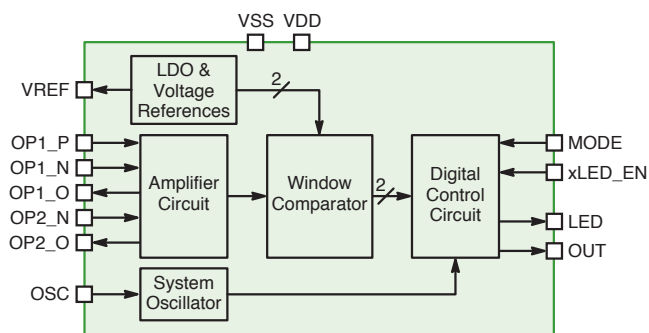 VSS VDD
VREF
LDO &
Voltage
References
2
OP1_P
OP1_N
OP1_O
OP2_N
OP2_O
Amplifier
Circuit
Window
Comparator
2
Digital
Control
Circuit
MODE
xLED_EN
LED
OUT
OSC
System
Oscillator